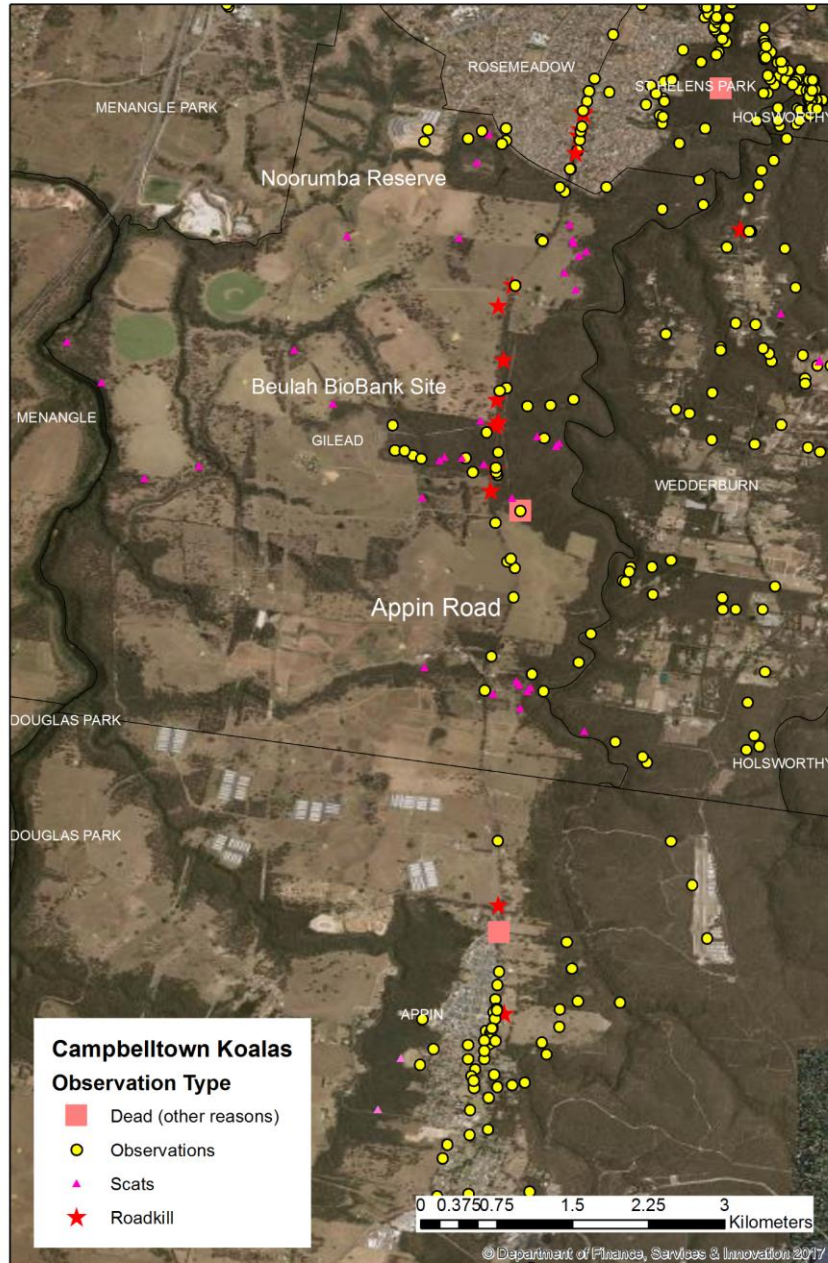 ROSEMEADOW
ST HELENS PARK
MENANGLE PARK
HOLSWORTHY
Noorumba Reserve
Beulah BioBank Site
MENANGLE
GILEAD
WEDDERBURN
Appin Road
DOUGLAS PARK
HOLSWORTHY
DOUGLAS PARK
APPIN
Campbelltown Koalas
Observation Type
Dead (other reasons)
Observations
Scats
Roadkill
0 0.375 0.75 1.5 2.25 3
Kilometers
© Department of Finance, Services & Innovation 2017